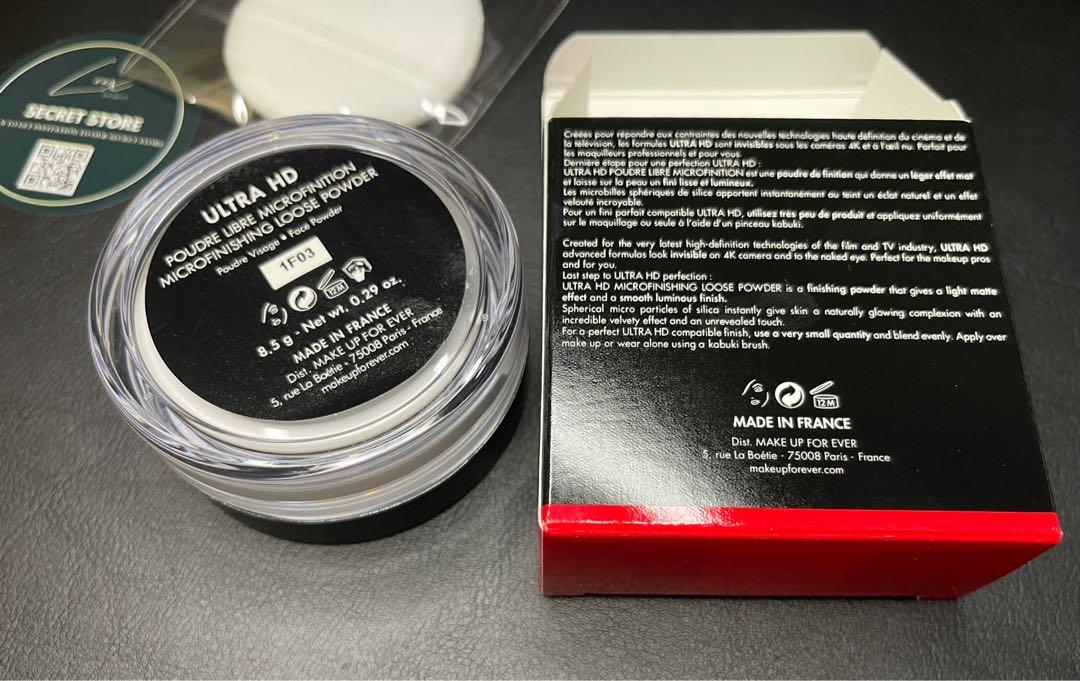 SECRET STORE
ULTRA HD
POUDRE LIBRE MICROFINITION
MICROFINISHING LOOSE POWDER
Poudre Visage • Face Powder
1F03
12M
8.5 g - Net wt. 0.29 oz.
MADE IN FRANCE
Dist. MAKE UP FOR EVER
5, rue La Boétie - 75008 Paris - France
makeupforever.com
Créées pour répondre aux contraintes des nouvelles technologies haute définition du cinéma et de
la télévision, les formules ULTRA HD sont invisibles sous les caméras 4K et à l'œil nu. Parfait pour
les maquilleurs professionnels et pour vous.
Dernière étape pour une perfection ULTRA HD :
ULTRA HD POUDRE LIBRE MICROFINITION est une poudre de finition qui donne un léger effet mat
et laisse sur la peau un fini lisse et lumineux.
Les microbilles sphériques de silice apportent instantanément au teint un éclat naturel et un effet
velouté incroyable.
Pour un fini parfait compatible ULTRA HD, utilisez très peu de produit et appliquez uniformément
sur le maquillage ou seule à l'aide d'un pinceau kabuki.
Created for the very latest high-definition technologies of the film and TV industry, ULTRA HD
advanced formulas look invisible on 4K camera and to the naked eye. Perfect for the makeup pros
and for you.
Last step to ULTRA HD perfection :
ULTRA HD MICROFINISHING LOOSE POWDER is a finishing powder that gives a light matte
effect and a smooth luminous finish.
Spherical micro particles of silica instantly give skin a naturally glowing complexion with an
incredible velvety effect and an unrevealed touch.
For a perfect ULTRA HD compatible finish, use a very small quantity and blend evenly. Apply over
make up or wear alone using a kabuki brush.
12M
MADE IN FRANCE
Dist. MAKE UP FOR EVER
5, rue La Boétie - 75008 Paris - France
makeupforever.com